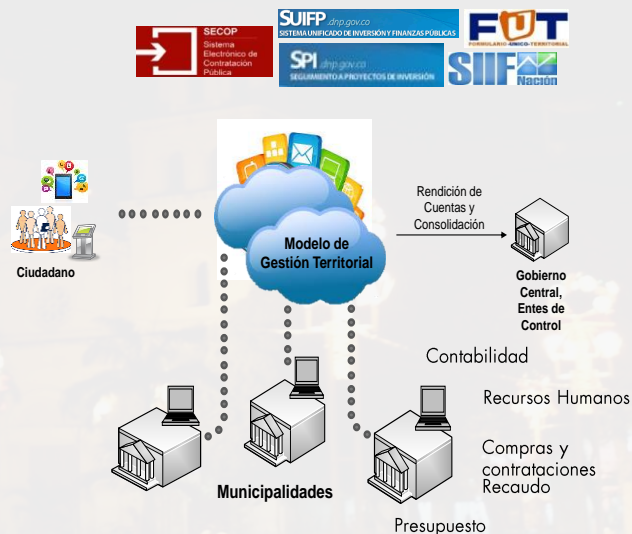 SECOP
Sistema
Electrónico de
Contratación
Pública
SUIFP .dnp.gov.co
SISTEMA UNIFICADO DE INVERSIÓN Y FINANZAS PÚBLICAS
SPI .dnp.gov.co
SEGUIMIENTO A PROYECTOS DE INVERSIÓN
FUT
FORMULARIO-ÚNICO-TERRITORIAL
SIIF
Nación
Rendición de
Cuentas y
Consolidación
Modelo de
Gestión Territorial
Ciudadano
Gobierno
Central,
Entes de
Control
Contabilidad
Recursos Humanos
Compras y
contrataciones
Recaudo
Municipalidades
Presupuesto